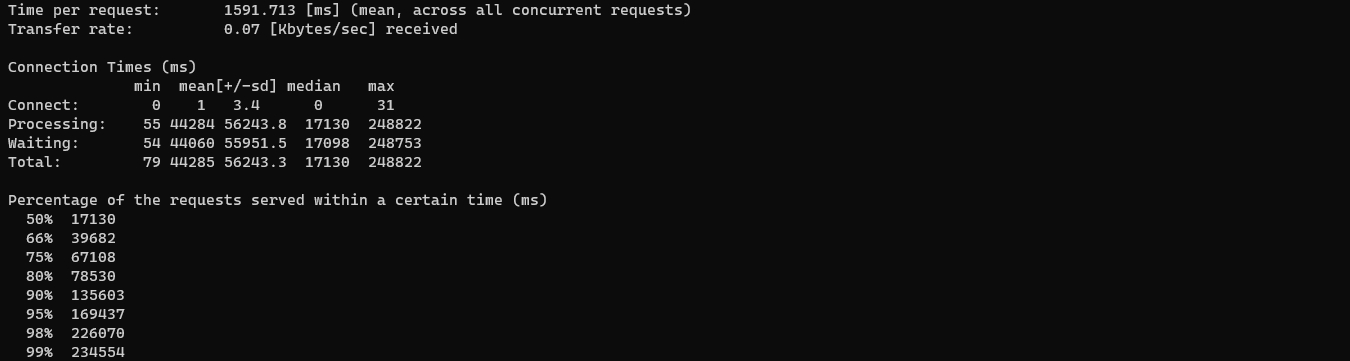 Time per request:       1591.713 [ms] (mean, across all concurrent requests)
Transfer rate:          0.07 [Kbytes/sec] received

Connection Times (ms)
              min  mean[+/-sd] median   max
Connect:        0    1   3.4      0      31
Processing:    55 44284 56243.8  17130  248822
Waiting:       54 44060 55951.5  17098  248753
Total:         79 44285 56243.3  17130  248822

Percentage of the requests served within a certain time (ms)
  50%  17130
  66%  39682
  75%  67108
  80%  78530
  90%  135603
  95%  169437
  98%  226070
  99%  234554